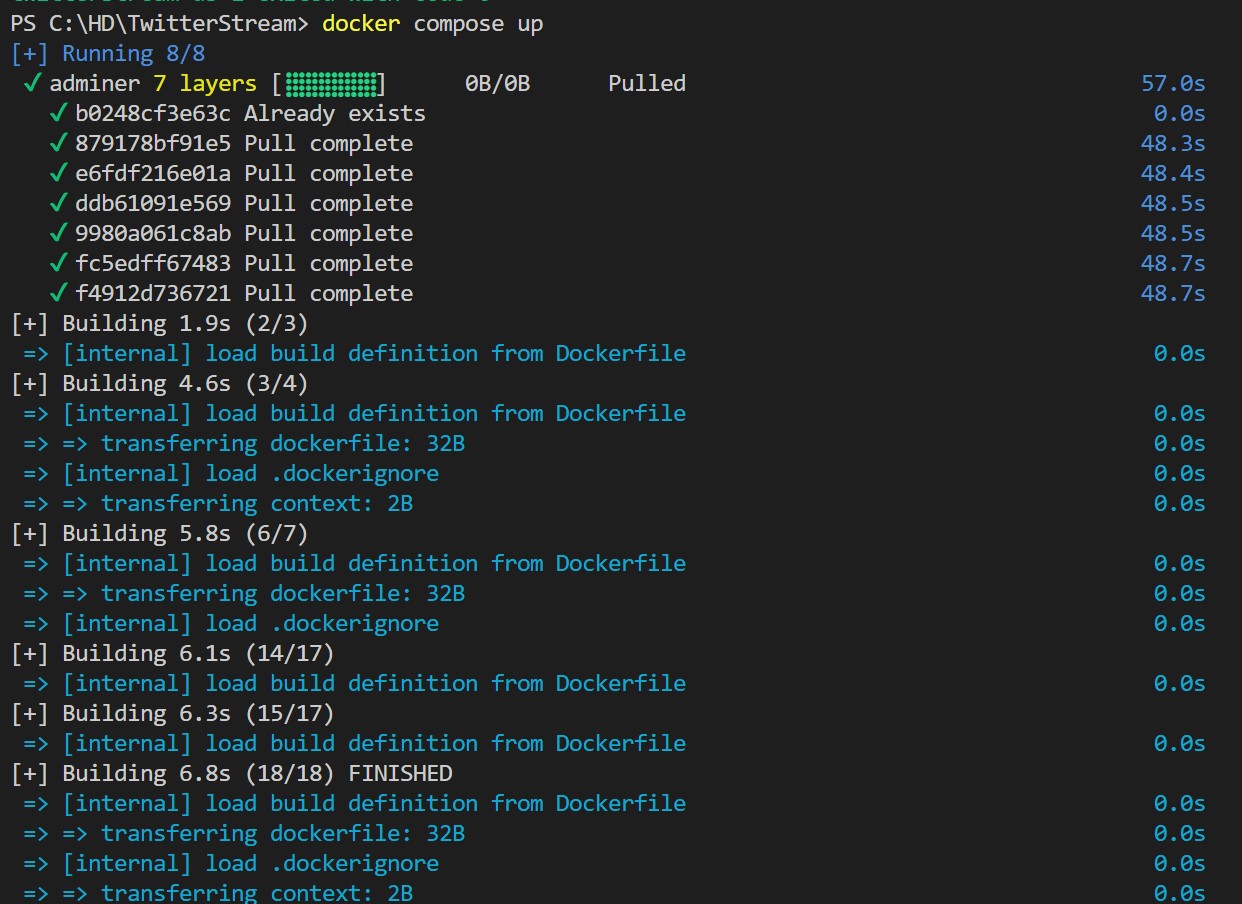 PS C:\HD\TwitterStream> docker compose up
[+] Running 8/8
✓ adminer 7 layers [⣿⣿⣿⣿⣿⣿⣿] 0B/0B Pulled 57.0s
✓ b0248cf3e63c Already exists 0.0s
✓ 879178bf91e5 Pull complete 48.3s
✓ e6fdf216e01a Pull complete 48.4s
✓ ddb61091e569 Pull complete 48.5s
✓ 9980a061c8ab Pull complete 48.5s
✓ fc5edff67483 Pull complete 48.7s
✓ f4912d736721 Pull complete 48.7s
[+] Building 1.9s (2/3)
=> [internal] load build definition from Dockerfile 0.0s
[+] Building 4.6s (3/4)
=> [internal] load build definition from Dockerfile 0.0s
=> => transferring dockerfile: 32B 0.0s
=> [internal] load .dockerignore 0.0s
=> => transferring context: 2B 0.0s
[+] Building 5.8s (6/7)
=> [internal] load build definition from Dockerfile 0.0s
=> => transferring dockerfile: 32B 0.0s
=> [internal] load .dockerignore 0.0s
[+] Building 6.1s (14/17)
=> [internal] load build definition from Dockerfile 0.0s
[+] Building 6.3s (15/17)
=> [internal] load build definition from Dockerfile 0.0s
[+] Building 6.8s (18/18) FINISHED
=> [internal] load build definition from Dockerfile 0.0s
=> => transferring dockerfile: 32B 0.0s
=> [internal] load .dockerignore 0.0s
=> => transferring context: 2B 0.0s